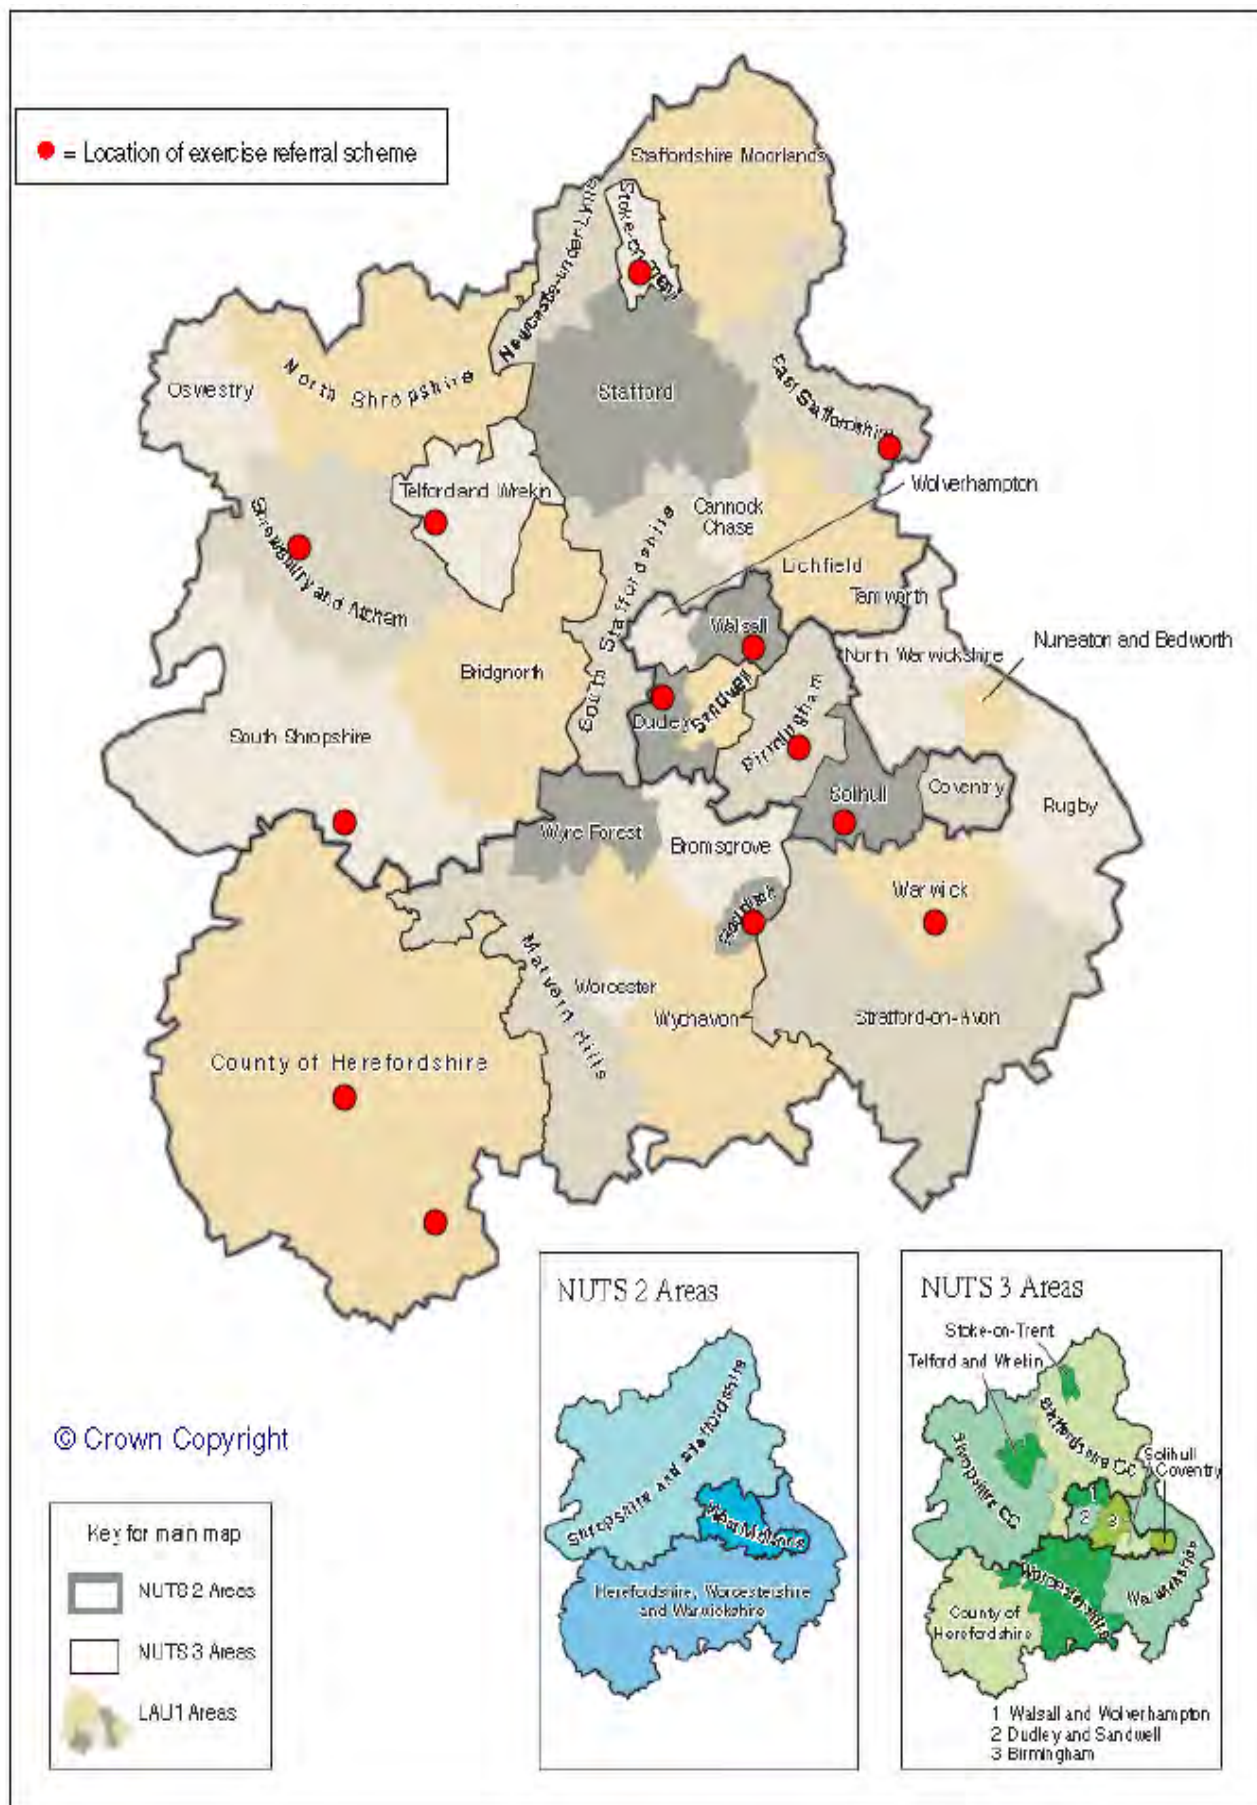 = Location of exercise referral scheme
Staffordshire Moorlands
Newcastle-under-Lyme
Stoke-on-Trent
Oswestry
North Shropshire
Stafford
East Staffordshire
Wolverhampton
Telford and Wrekin
Cannock
Chase
Shrewsbury and Atcham
South Staffordshire
Lichfield
Tamworth
Walsall
North Warwickshire
Nuneaton and Bedworth
Bridgnorth
Sandwell
Dudley
Birmingham
South Shropshire
Solihull
Coventry
Rugby
Wyre Forest
Bromsgrove
Warwick
Redditch
Malvern Hills
Worcester
Wychavon
Stratford-on-Avon
County of Herefordshire
NUTS 2 Areas
Shropshire and Staffordshire
West Midlands
Herefordshire, Worcestershire
and Warwickshire
NUTS 3 Areas
Stoke-on-Trent
Telford and Wrekin
Staffordshire CC
Shropshire CC
Solihull
Coventry
1
2
3
Warwickshire
Worcestershire
County of
Herefordshire
1 Walsall and Wolverhampton
2 Dudley and Sandwell
3 Birmingham
© Crown Copyright
Key for main map
NUTS 2 Areas
NUTS 3 Areas
LAU1 Areas